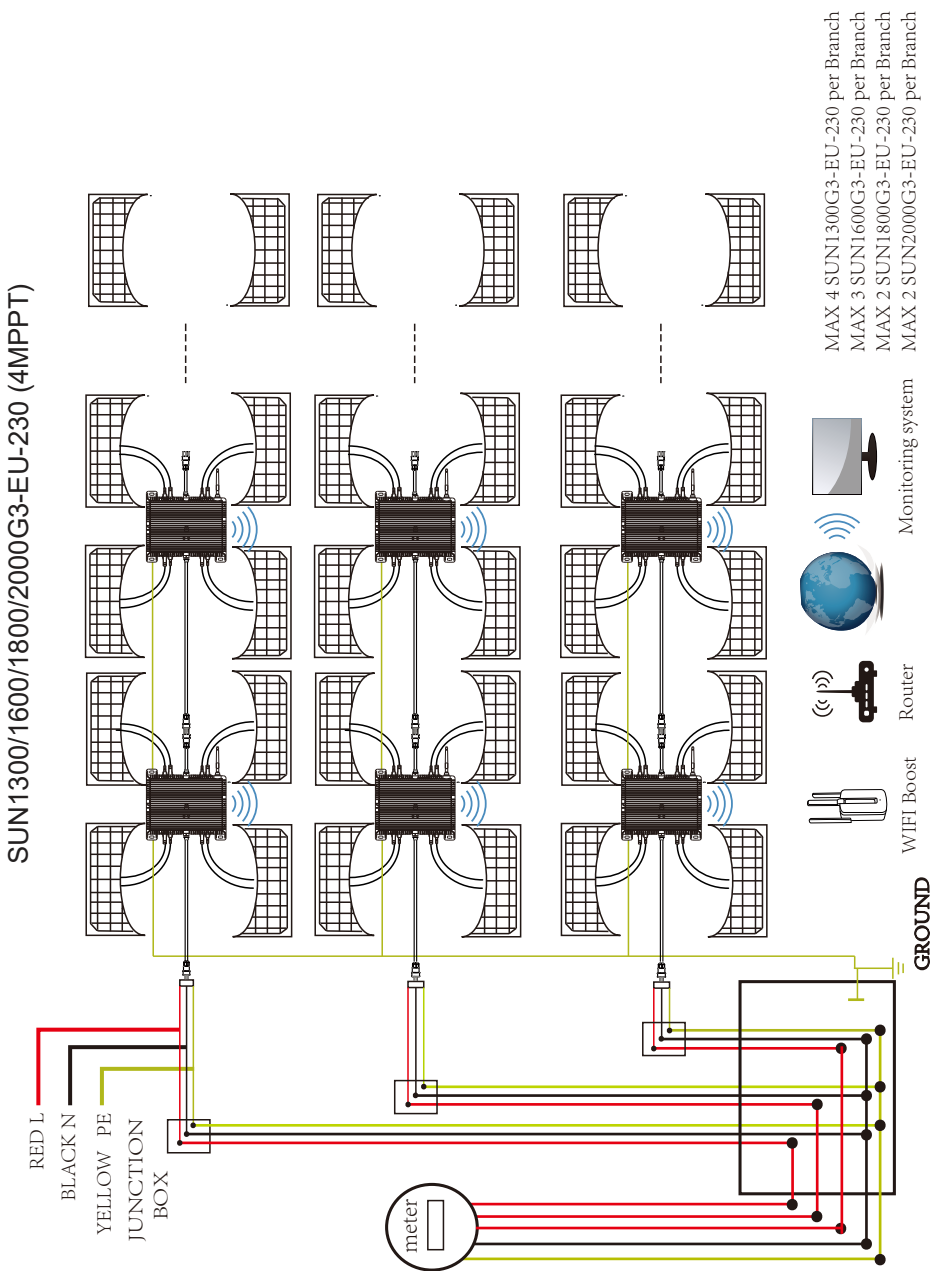 SUN1300/1600/1800/2000G3-EU-230 (4MPPT)
RED L
BLACK N
YELLOW PE
JUNCTION
BOX
meter
GROUND
WIFI Boost
Router
Monitoring system
MAX 4 SUN1300G3-EU-230 per Branch
MAX 3 SUN1600G3-EU-230 per Branch
MAX 2 SUN1800G3-EU-230 per Branch
MAX 2 SUN2000G3-EU-230 per Branch